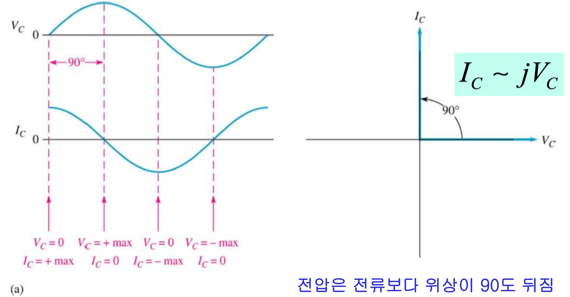 V_C 0
90°
I_C 0
V_C = 0 V_C = + max V_C = 0 V_C = − max
I_C = + max I_C = 0 I_C = − max I_C = 0
(a)
I_C
I_C ~ jV_C
90°
V_C
전압은 전류보다 위상이 90도 뒤짐